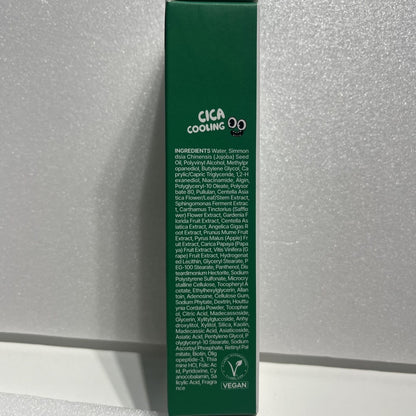 CICA
COOLING
INGREDIENTS Water, Simmon
dsia Chinensis (Jojoba) Seed
Oil, Polyvinyl Alcohol, Methylpr
opanediol, Butylene Glycol, Ca
prylic/Capric Triglyceride, 1,2-H
exanediol, Niacinamide, Algin,
Polyglyceryl-10 Oleate, Polysor
bate 80, Pullulan, Centella Asia
tica Flower/Leaf/Stem Extract,
Sphingomonas Ferment Extrac
t, Carthamus Tinctorius (Safflo
wer) Flower Extract, Gardenia F
lorida Fruit Extract, Centella As
iatica Extract, Angelica Gigas R
oot Extract, Prunus Mume Fruit
Extract, Pyrus Malus (Apple) Fr
uit Extract, Carica Papaya (Papa
ya) Fruit Extract, Vitis Vinifera (G
rape) Fruit Extract, Hydrogenat
ed Lecithin, Glyceryl Stearate, P
EG-100 Stearate, Panthenol, Dis
teardimonium Hectorite, Sodium
Polystyrene Sulfonate, Microcry
stalline Cellulose, Tocopheryl A
cetate, Ethylhexylglycerin, Allan
toin, Adenosine, Cellulose Gum,
Sodium Phytate, Dextrin, Houttuy
nia Cordata Powder, Tocopher
ol, Citric Acid, Madecassoside,
Glycerin, Xylitylglucoside, Anhy
droxylitol, Xylitol, Silica, Kaolin,
Madecassic Acid, Asiaticoside,
Asiatic Acid, Pentylene Glycol, P
olyglyceryl-10 Stearate, Sodium
Ascorbyl Phosphate, Retinyl Pal
mitate, Biotin, Olig
opeptide-3, Thia
mine HCl, Folic Ac
id, Pyridoxine, Cy
anocobalamin, Sa
licylic Acid, Fragra
nce
VEGAN